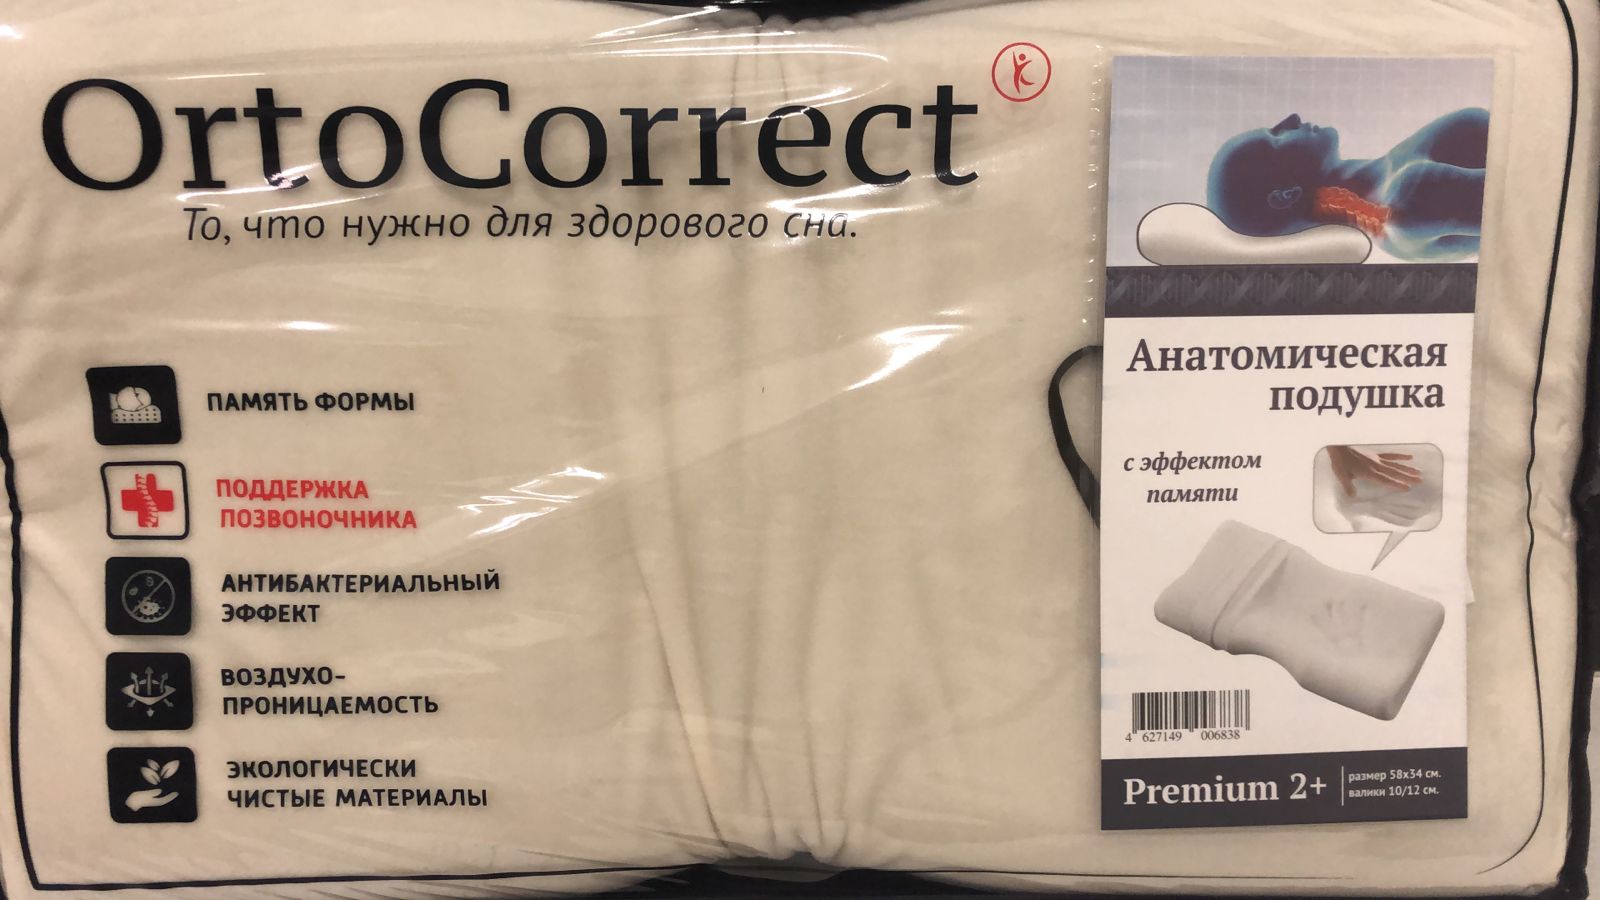 OrtoCorrect
То, что нужно для здорового сна.
ПАМЯТЬ ФОРМЫ
ПОДДЕРЖКА
ПОЗВОНОЧНИКА
АНТИБАКТЕРИАЛЬНЫЙ
ЭФФЕКТ
ВОЗДУХО-
ПРОНИЦАЕМОСТЬ
ЭКОЛОГИЧЕСКИ
ЧИСТЫЕ МАТЕРИАЛЫ
Анатомическая
подушка
с эффектом
памяти
4 627149 006838
Premium 2+
размер 58x34 см.
валики 10/12 см.